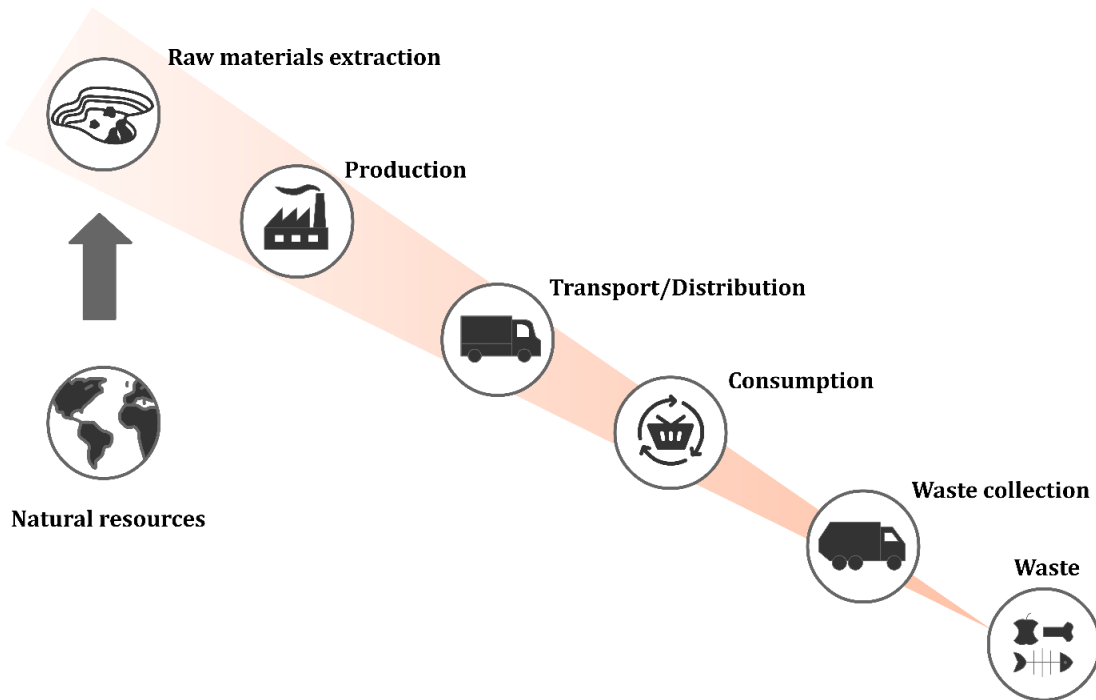 Raw materials extraction
Production
Transport/Distribution
Consumption
Waste collection
Waste
Natural resources